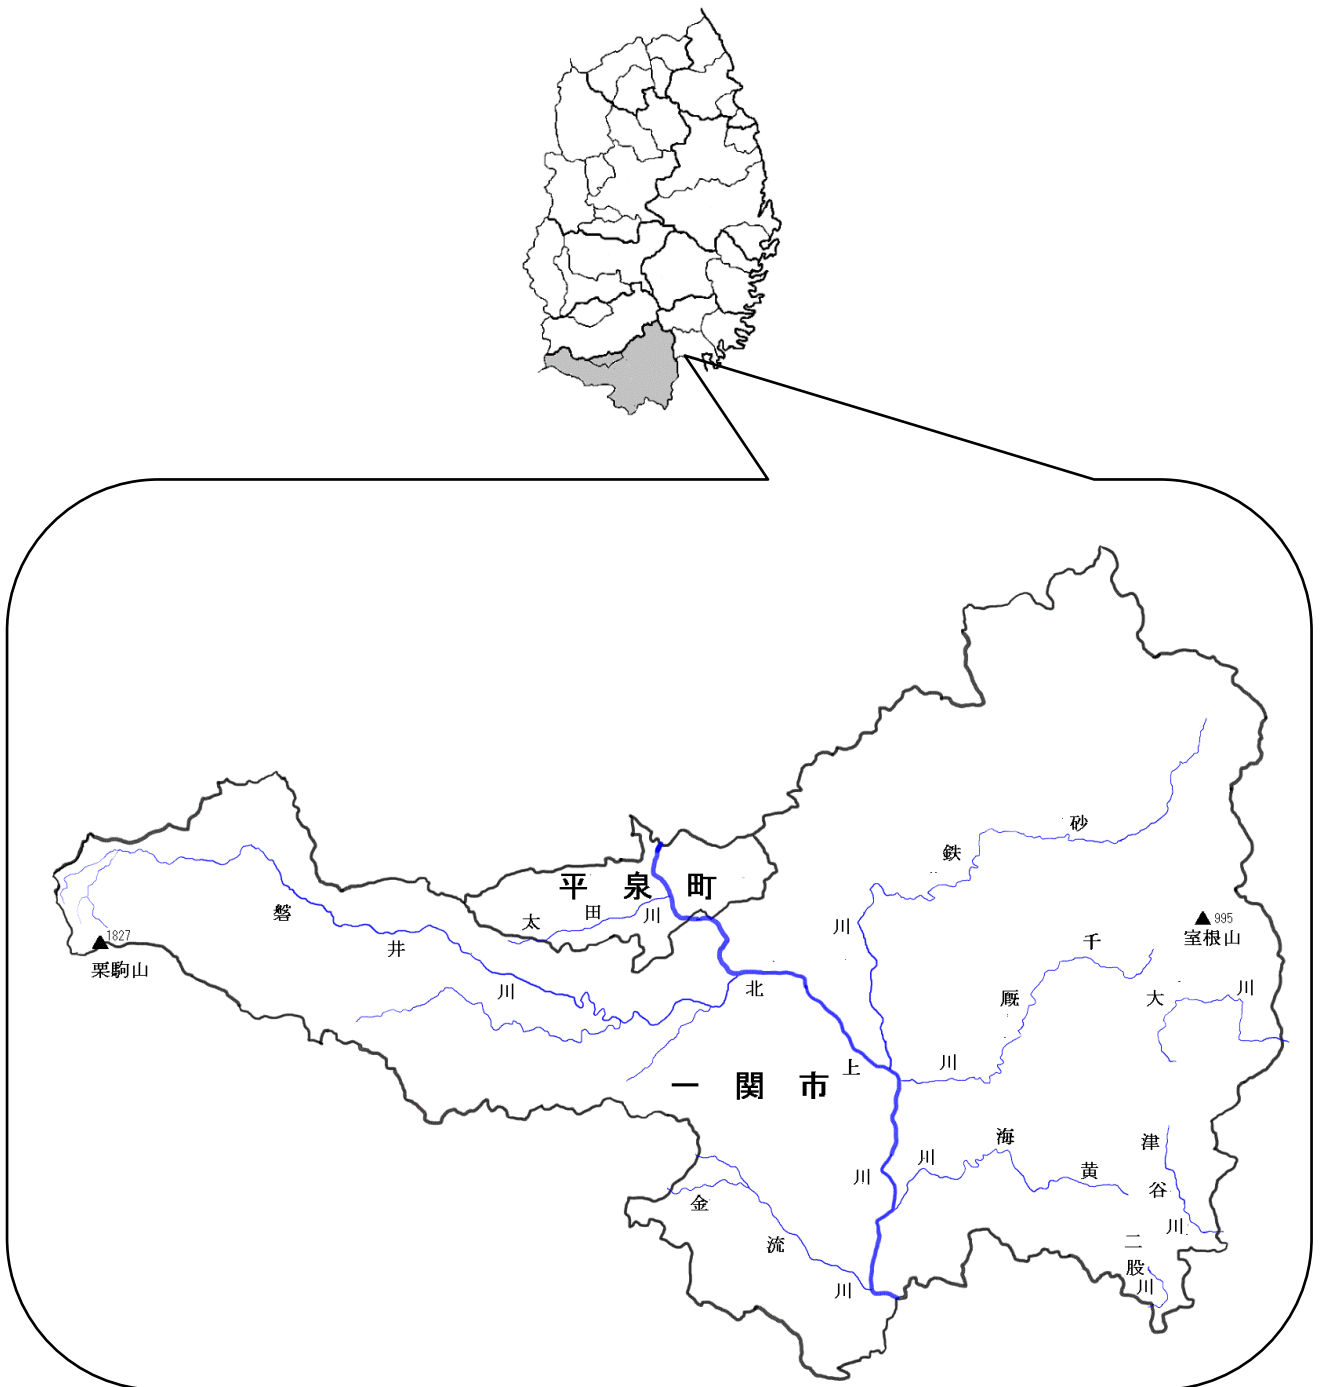 平泉町
太田川
磐井川
1827
栗駒山
砂鉄川
995
室根山
千厩川
大川
北上川
一関市
津谷川
黄海川
金流川
二股川